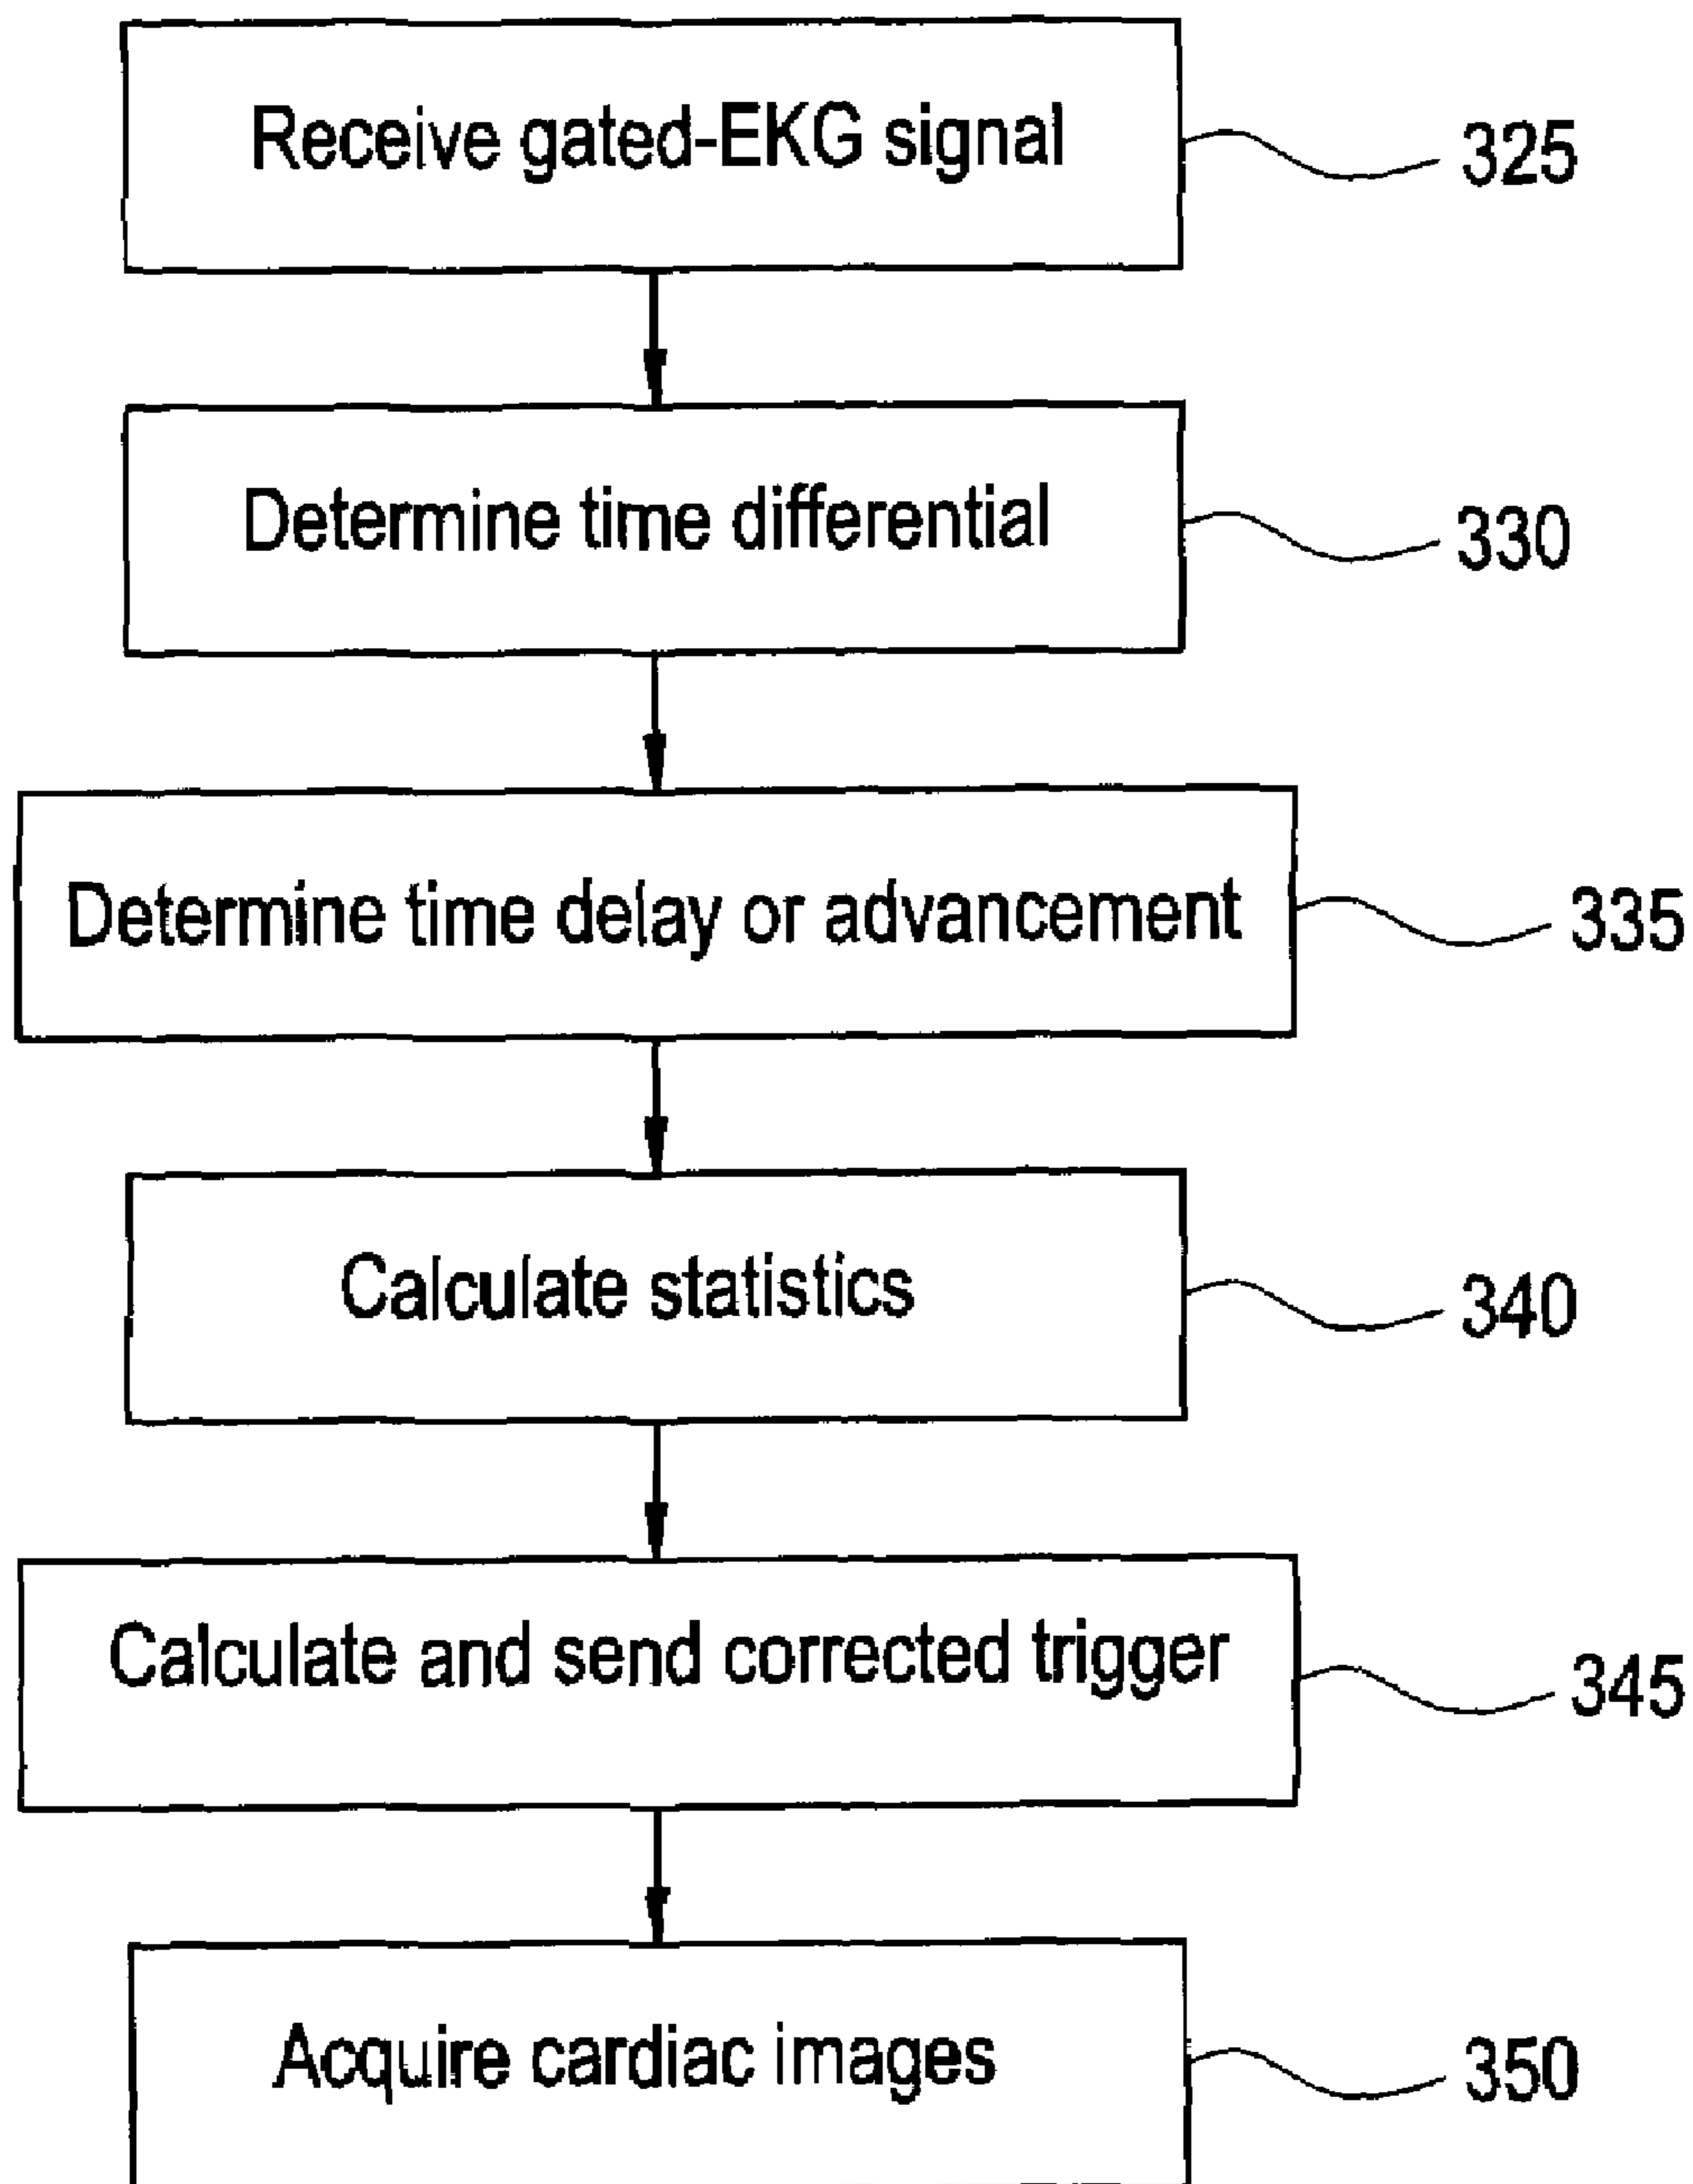 Receive gated-EKG signal
325
Determine time differential
330
Determine time delay or advancement
335
Calculate statistics
340
Calculate and send corrected trigger
345
Acquire cardiac images
350